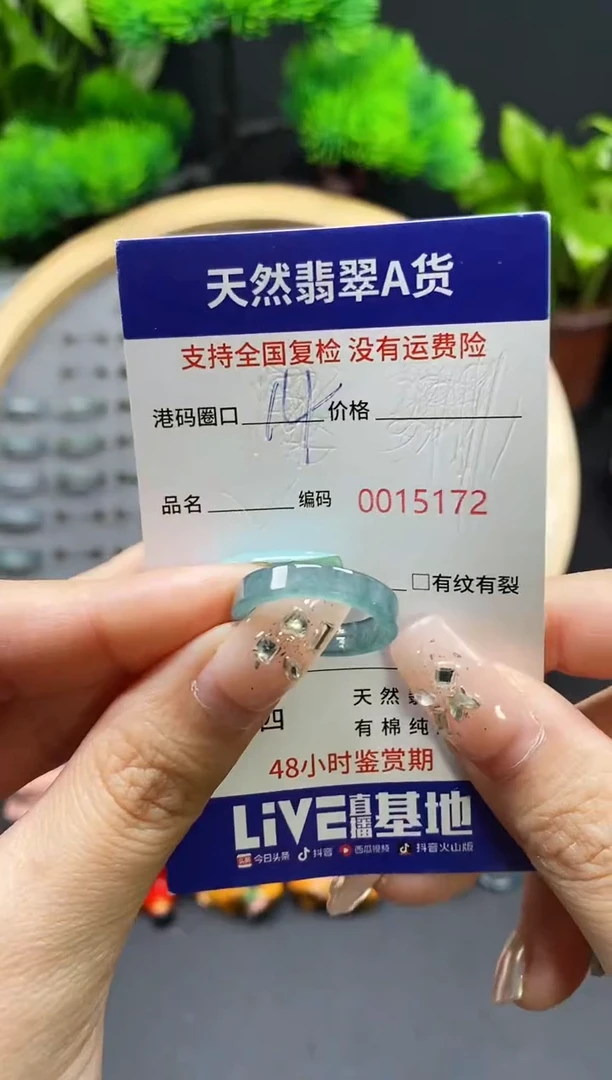 天然翡翠A货
支持全国复检 没有运费险
港码圈口 14 价格
品名 编码 0015172
□有纹有裂
天然
四 有棉纯
48小时鉴赏期
LiVE直播基地
今日头条 抖音 西瓜视频 抖音火山版